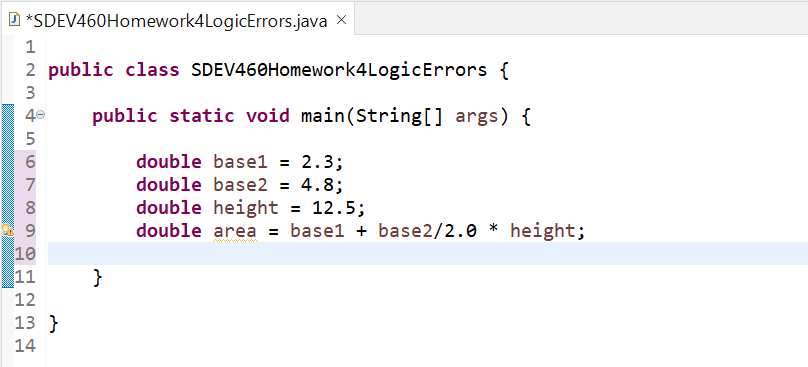 *SDEV460Homework4LogicErrors.java
1
2 public class SDEV460Homework4LogicErrors {
3
4 public static void main(String[] args) {
5
6 double base1 = 2.3;
7 double base2 = 4.8;
8 double height = 12.5;
9 double area = base1 + base2/2.0 * height;
10
11 }
12
13 }
14